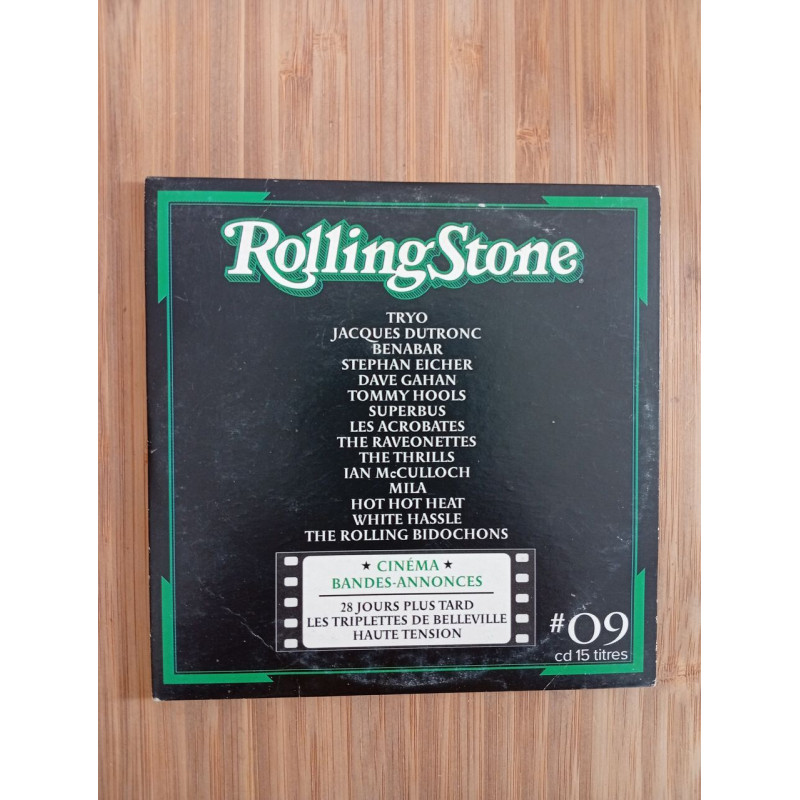 Rolling Stone
TRYO
JACQUES DUTRONC
BENABAR
STEPHAN EICHER
DAVE GAHAN
TOMMY HOOLS
SUPERBUS
LES ACROBATES
THE RAVEONETTES
THE THRILLS
IAN McCULLOCH
MILA
HOT HOT HEAT
WHITE HASSLE
THE ROLLING BIDOCHONS
★ CINÉMA ★
BANDES-ANNONCES
28 JOURS PLUS TARD
LES TRIPLETTES DE BELLEVILLE
HAUTE TENSION
#09
cd 15 titres